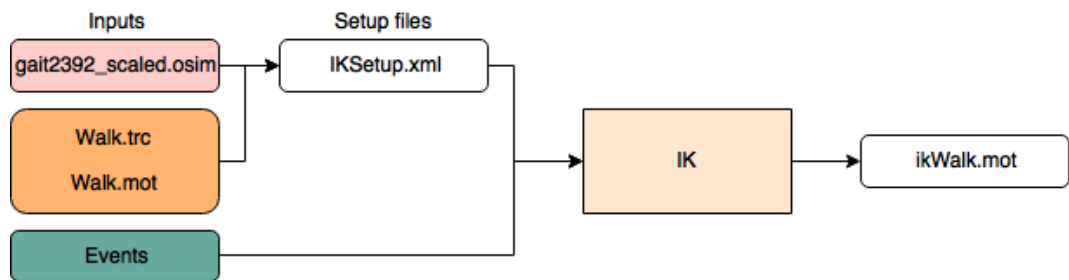 Inputs
Setup files
gait2392_scaled.osim
IKSetup.xml
Walk.trc
Walk.mot
IK
ikWalk.mot
Events